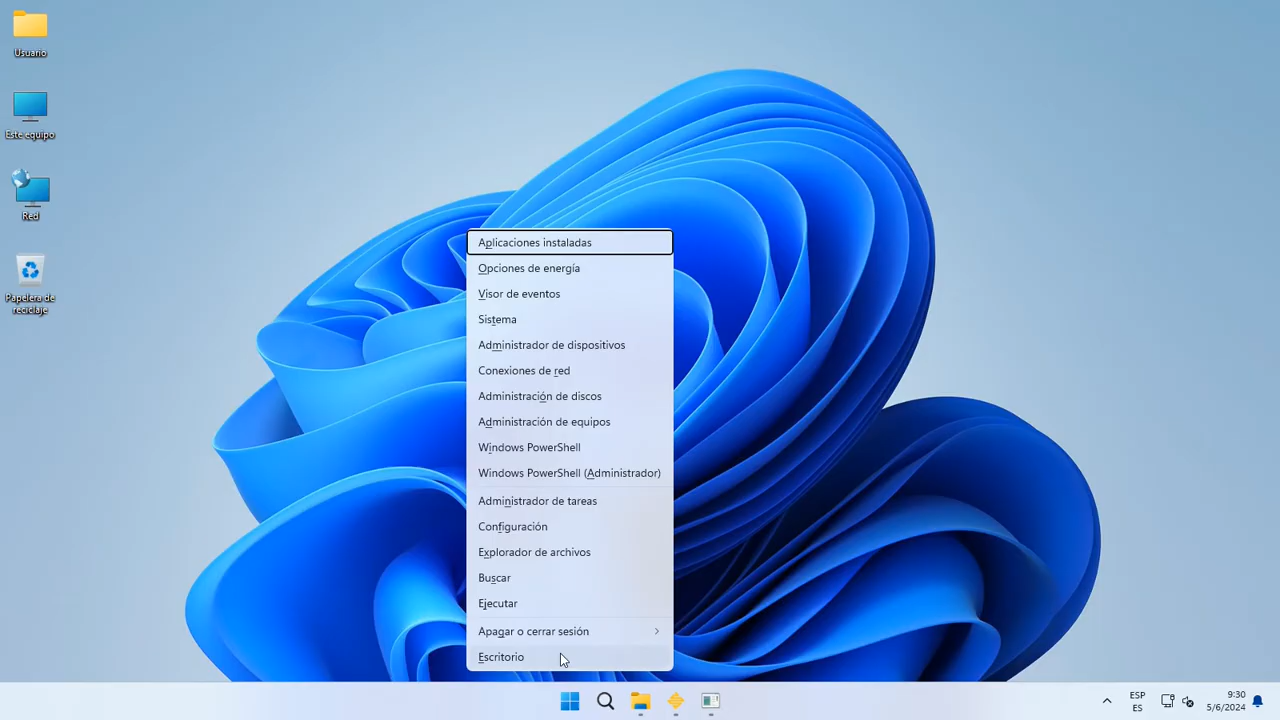 Usuario
Este equipo
Red
Papelera de
reciclaje
Aplicaciones instaladas
Opciones de energía
Visor de eventos
Sistema
Administrador de dispositivos
Conexiones de red
Administración de discos
Administración de equipos
Windows PowerShell
Windows PowerShell (Administrador)
Administrador de tareas
Configuración
Explorador de archivos
Buscar
Ejecutar
Apagar o cerrar sesión
Escritorio
ESP
ES
9:30
5/6/2024